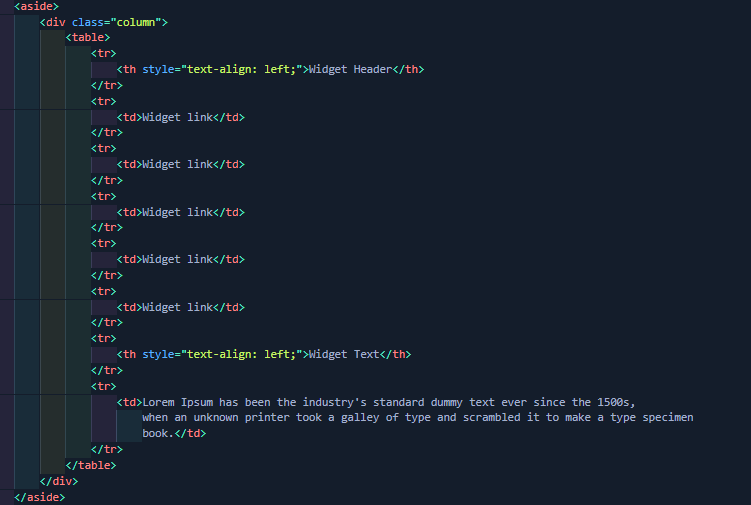 <aside>
<div class="column">
<table>
<tr>
<th style="text-align: left;">Widget Header</th>
</tr>
<tr>
<td>Widget link</td>
</tr>
<tr>
<td>Widget link</td>
</tr>
<tr>
<td>Widget link</td>
</tr>
<tr>
<td>Widget link</td>
</tr>
<tr>
<td>Widget link</td>
</tr>
<tr>
<th style="text-align: left;">Widget Text</th>
</tr>
<tr>
<td>Lorem Ipsum has been the industry's standard dummy text ever since the 1500s,
when an unknown printer took a galley of type and scrambled it to make a type specimen
book.</td>
</tr>
</table>
</div>
</aside>